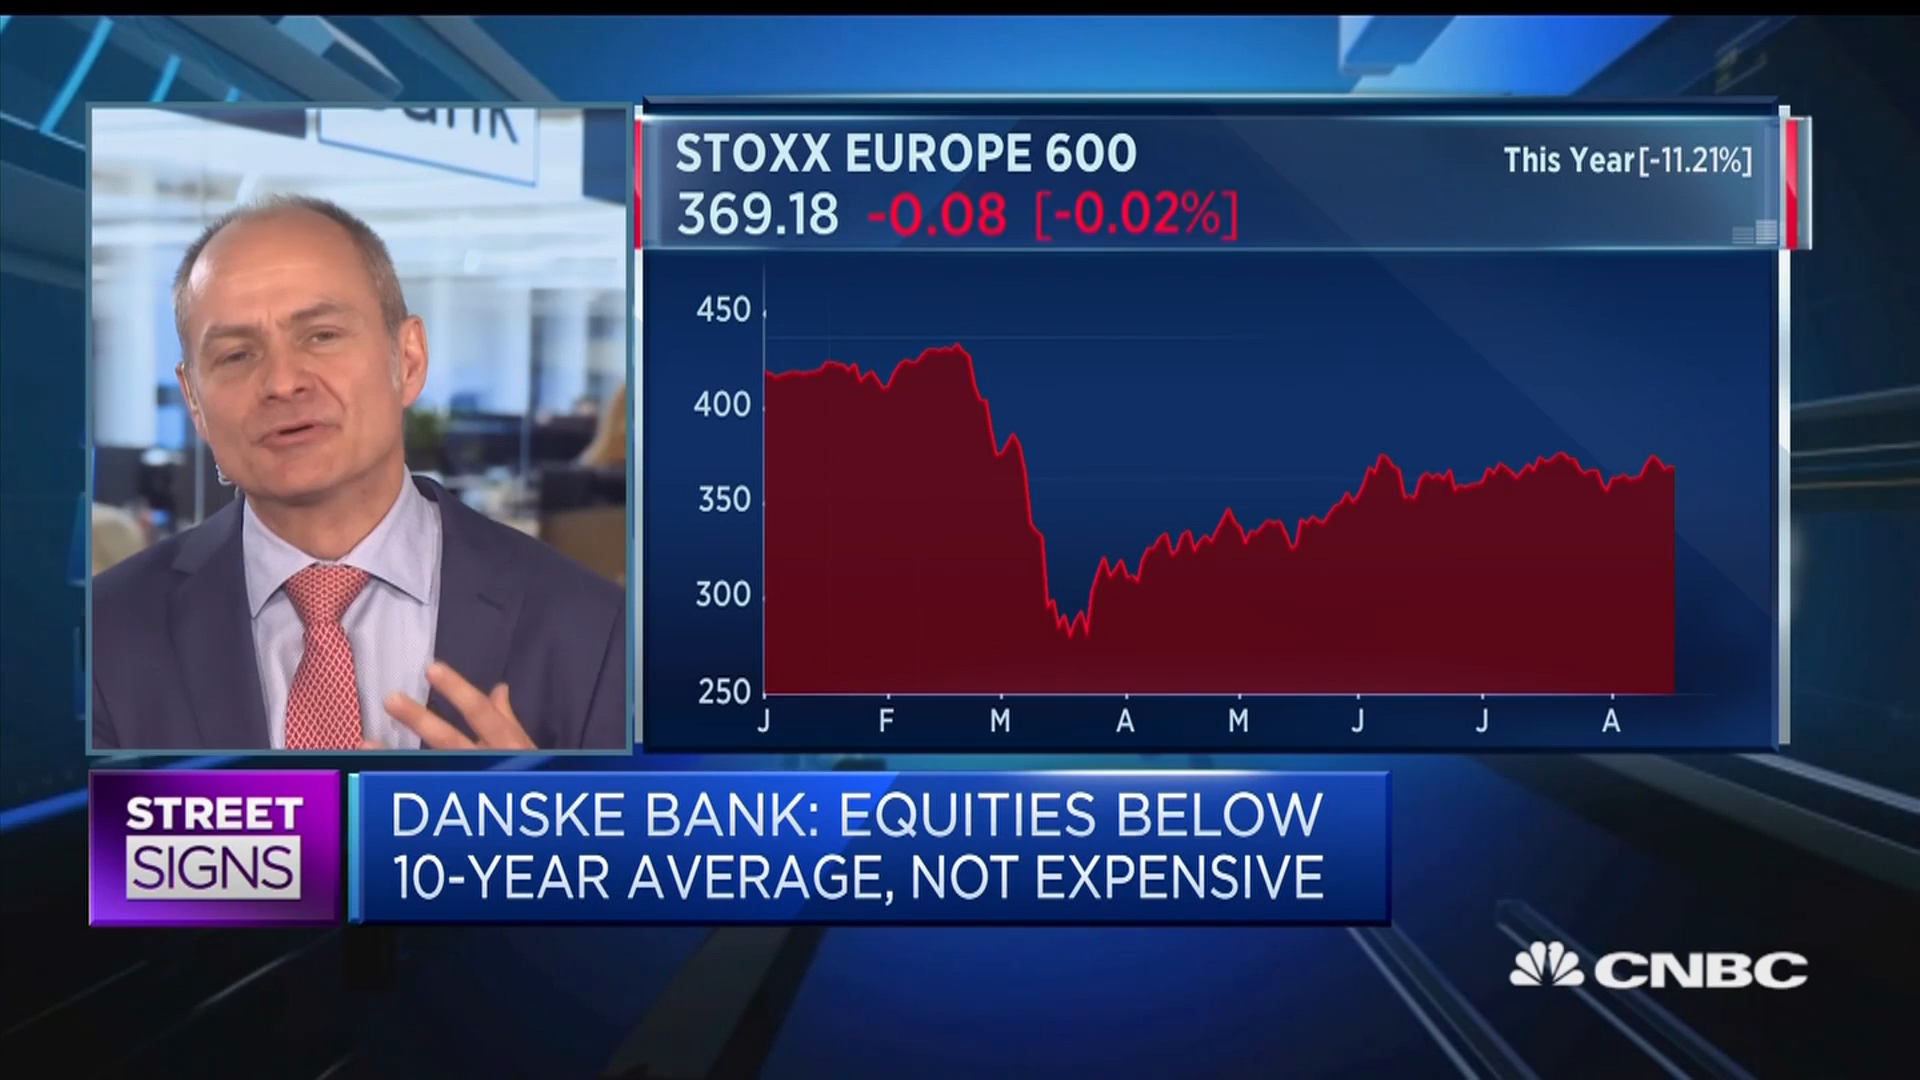 STOXX EUROPE 600
This Year[-11.21%]
369.18 -0.08 [-0.02%]
450
400
350
300
250
J F M A M J J A
STREET
SIGNS
DANSKE BANK: EQUITIES BELOW
10-YEAR AVERAGE, NOT EXPENSIVE
CNBC